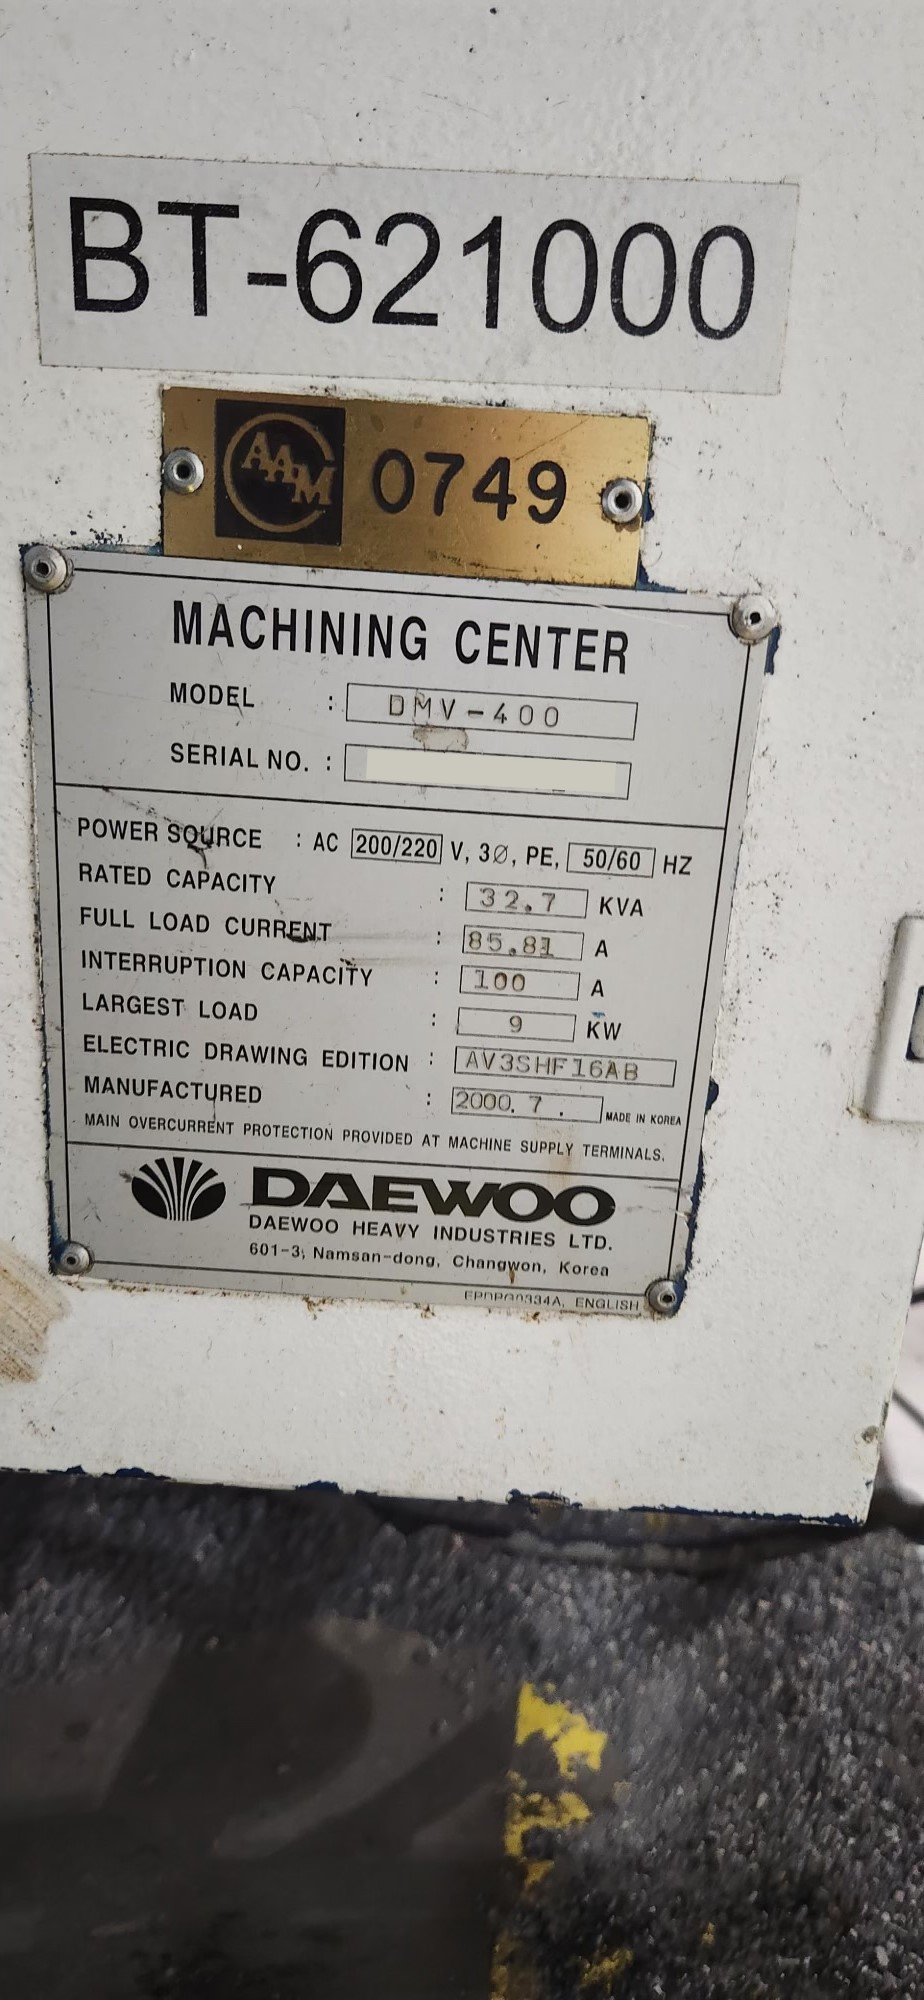 BT-621000
AAM 0749
MACHINING CENTER
MODEL : DMV-400
SERIAL NO. :
POWER SOURCE : AC 200/220 V, 3Ø, PE, 50/60 HZ
RATED CAPACITY : 32.7 KVA
FULL LOAD CURRENT : 85.81 A
INTERRUPTION CAPACITY : 100 A
LARGEST LOAD : 9 KW
ELECTRIC DRAWING EDITION : AV3SHF16AB
MANUFACTURED : 2000. 7 . MADE IN KOREA
MAIN OVERCURRENT PROTECTION PROVIDED AT MACHINE SUPPLY TERMINALS.
DAEWOO
DAEWOO HEAVY INDUSTRIES LTD.
601-3, Namsan-dong, Changwon, Korea
ENGLISH